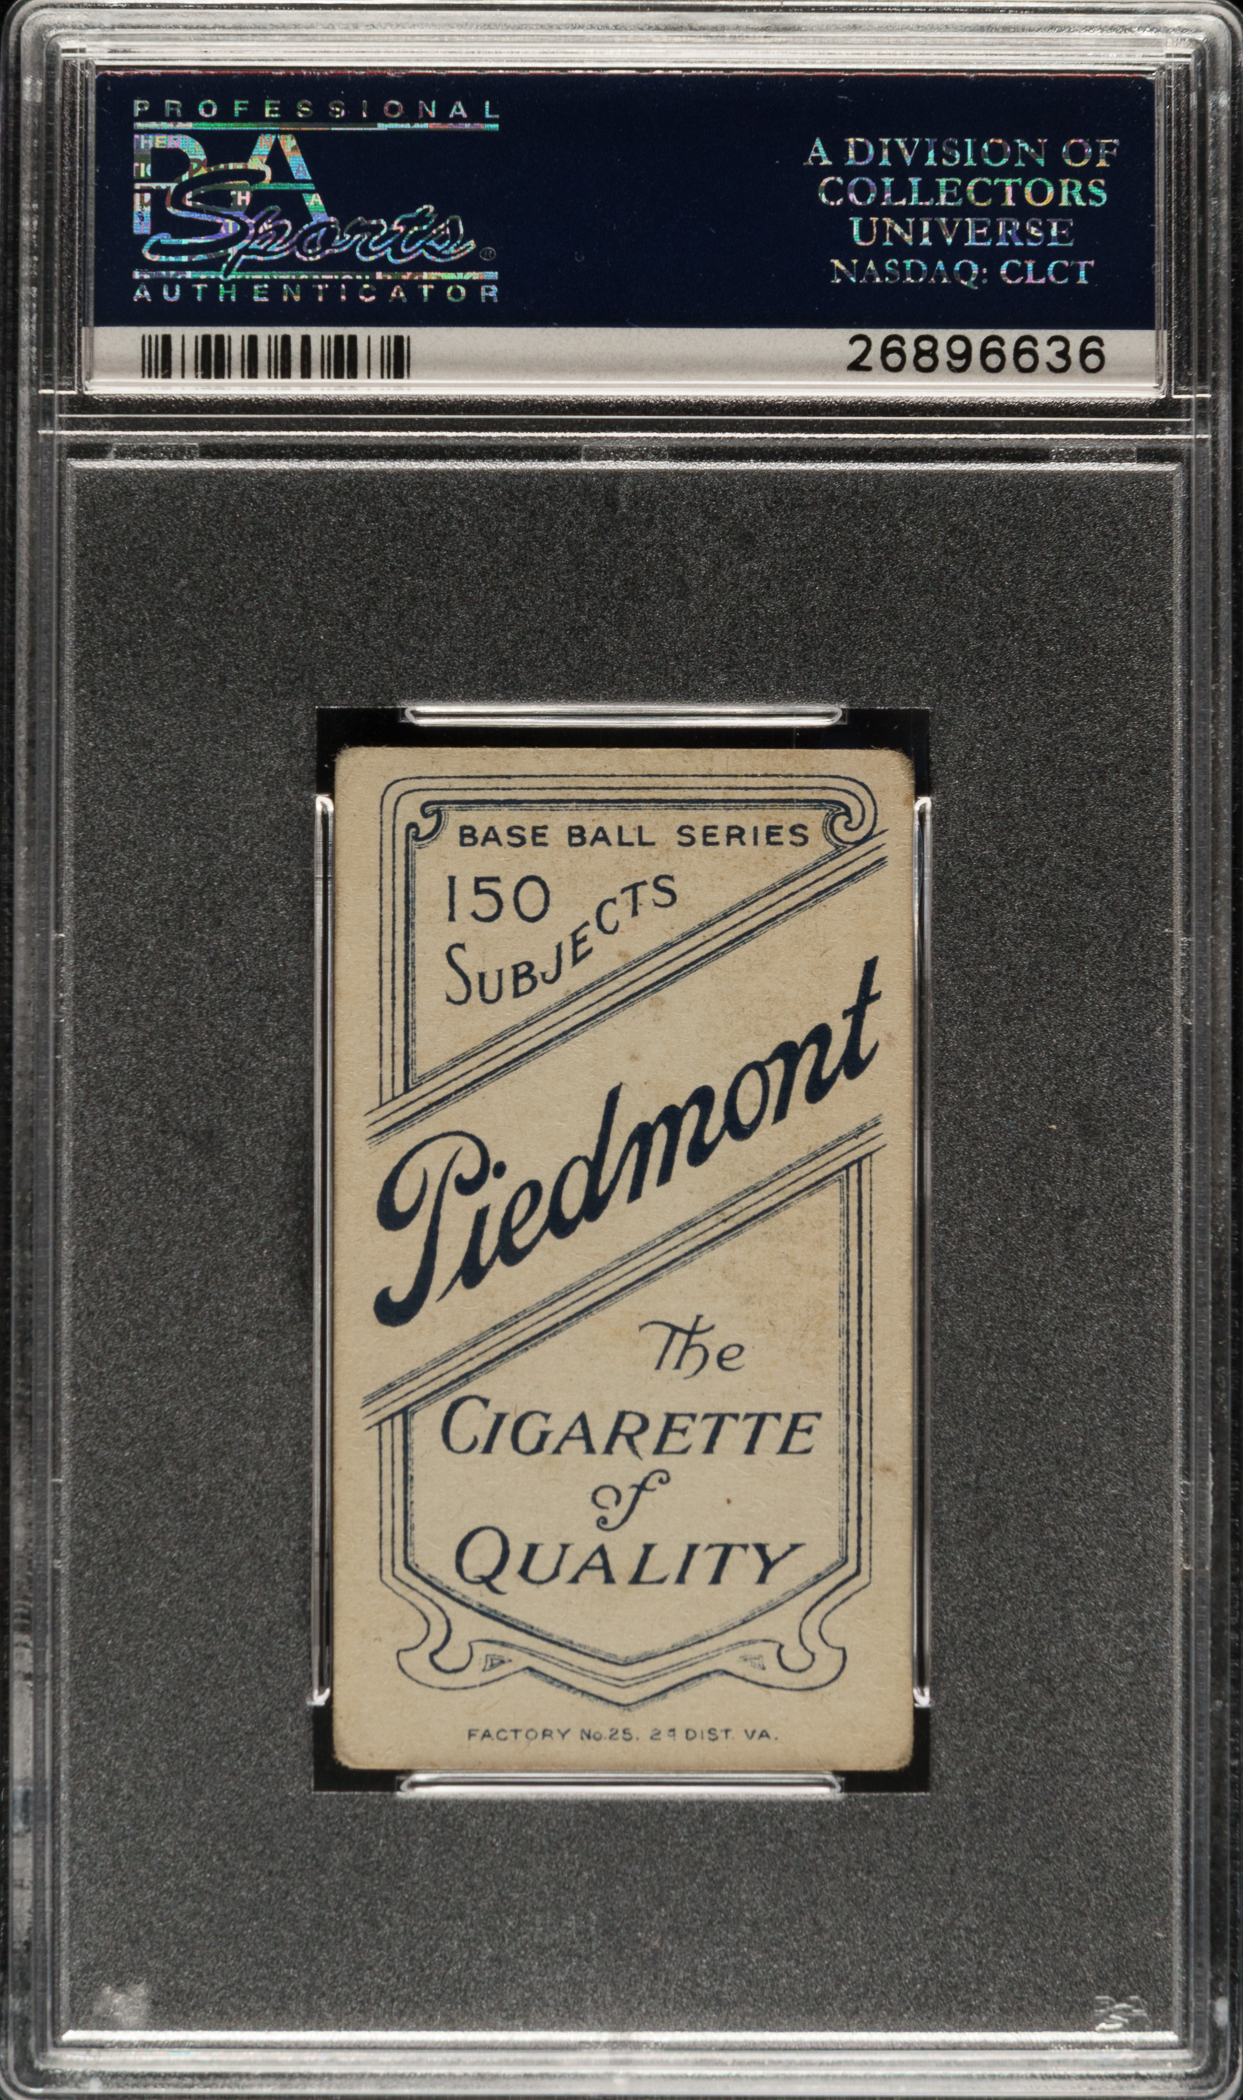 PROFESSIONAL
PSA
Sports®
AUTHENTICATOR
A DIVISION OF
COLLECTORS
UNIVERSE
NASDAQ: CLCT
26896636
BASE BALL SERIES
150
SUBJECTS
Piedmont
The
CIGARETTE
of
QUALITY
FACTORY No.25. 2d DIST. VA.